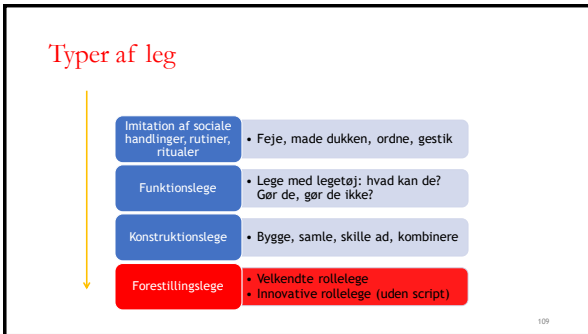 Typer af leg
Imitation af sociale
handlinger, rutiner,
ritualer
• Feje, made dukken, ordne, gestik
Funktionslege
• Lege med legetøj: hvad kan de?
Gør de, gør de ikke?
Konstruktionslege
• Bygge, samle, skille ad, kombinere
Forestillingslege
• Velkendte rollelege
• Innovative rollelege (uden script)
109